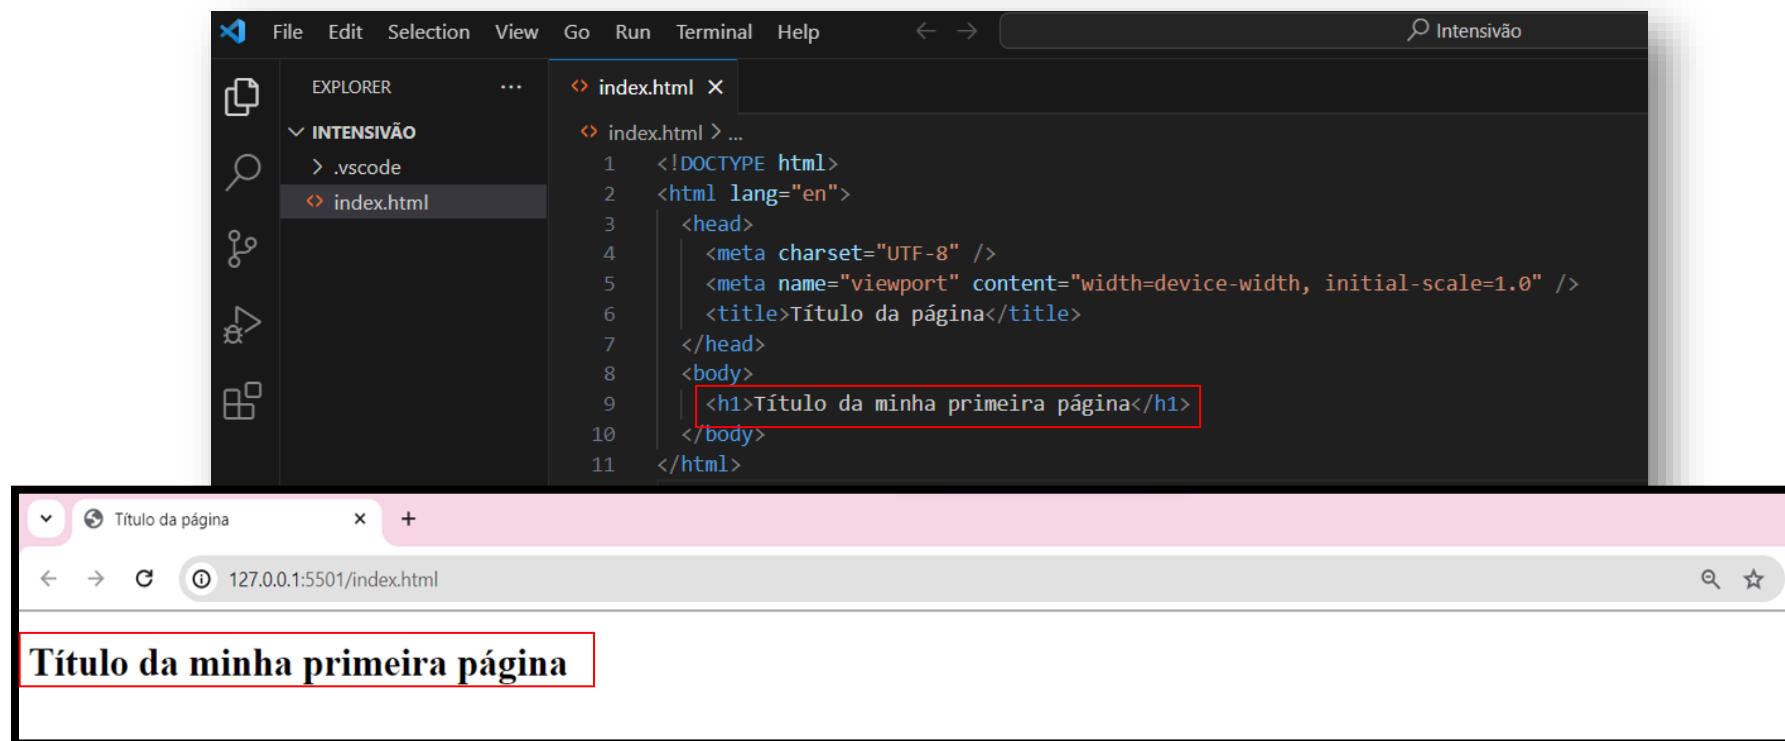 File Edit Selection View Go Run Terminal Help Intensivão
EXPLORER ... index.html
INTENSIVÃO
.vscode
index.html
index.html > ...
1 <!DOCTYPE html>
2 <html lang="en">
3 <head>
4 <meta charset="UTF-8" />
5 <meta name="viewport" content="width=device-width, initial-scale=1.0" />
6 <title>Título da página</title>
7 </head>
8 <body>
9 <h1>Título da minha primeira página</h1>
10 </body>
11 </html>
Título da página
127.0.0.1:5501/index.html
Título da minha primeira página